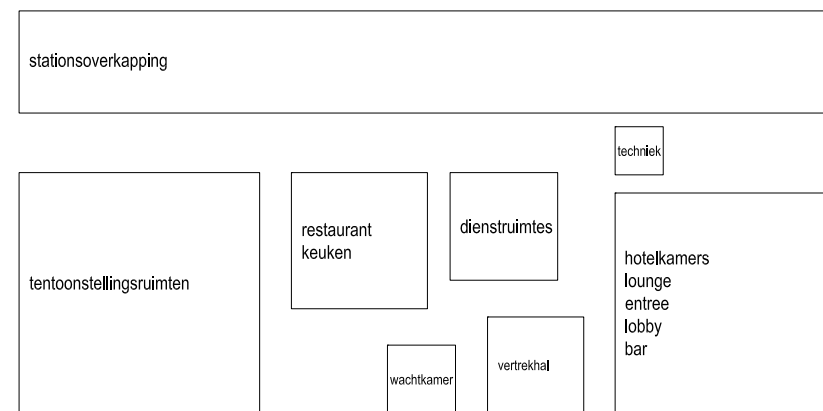 stationsoverkapping
techniek
tentoonstellingsruimten
restaurant
keuken
dienstruimtes
hotelkamers
lounge
entree
lobby
bar
wachtkamer
vertrekhal